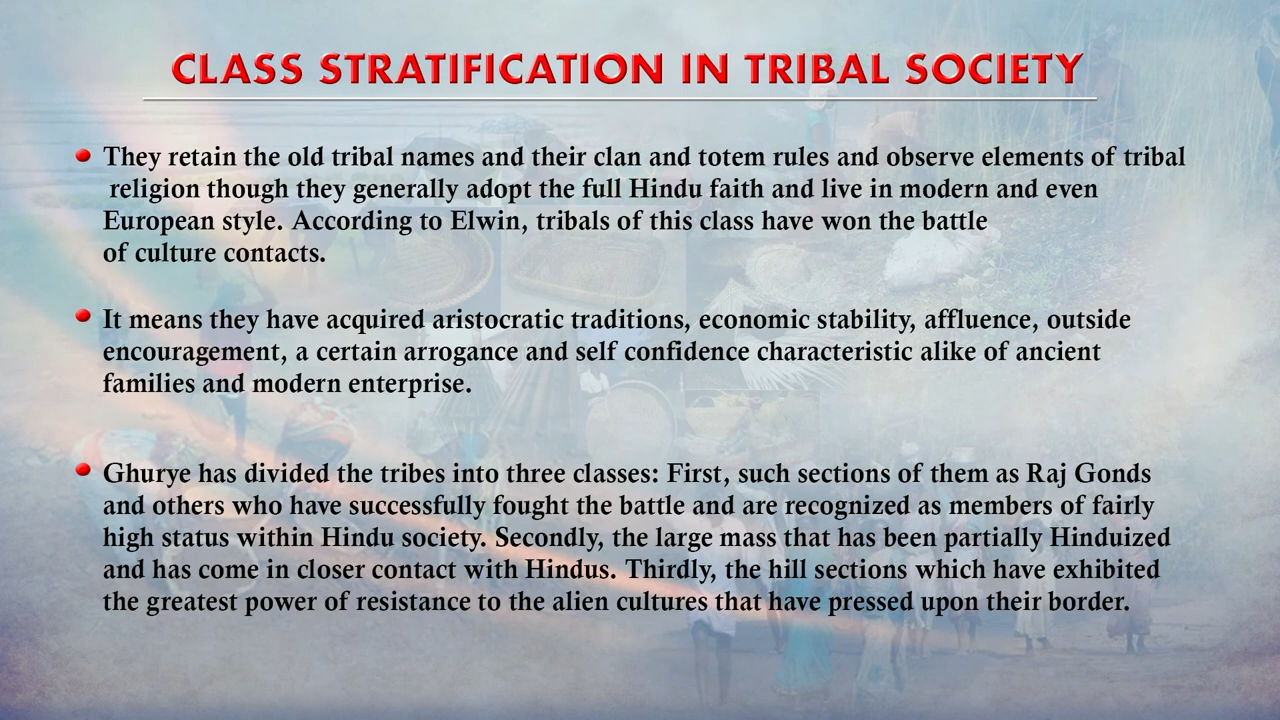 CLASS STRATIFICATION IN TRIBAL SOCIETY
They retain the old tribal names and their clan and totem rules and observe elements of tribal
religion though they generally adopt the full Hindu faith and live in modern and even
European style. According to Elwin, tribals of this class have won the battle
of culture contacts.
It means they have acquired aristocratic traditions, economic stability, affluence, outside
encouragement, a certain arrogance and self confidence characteristic alike of ancient
families and modern enterprise.
Ghurye has divided the tribes into three classes: First, such sections of them as Raj Gonds
and others who have successfully fought the battle and are recognized as members of fairly
high status within Hindu society. Secondly, the large mass that has been partially Hinduized
and has come in closer contact with Hindus. Thirdly, the hill sections which have exhibited
the greatest power of resistance to the alien cultures that have pressed upon their border.